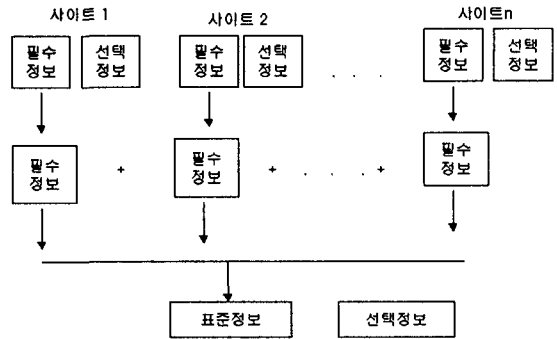 사이트 1
사이트 2
사이트n
필수
정보
선택
정보
필수
정보
선택
정보
. . . .
필수
정보
선택
정보
필수
정보
+
필수
정보
+ . . . . +
필수
정보
표준정보
선택정보